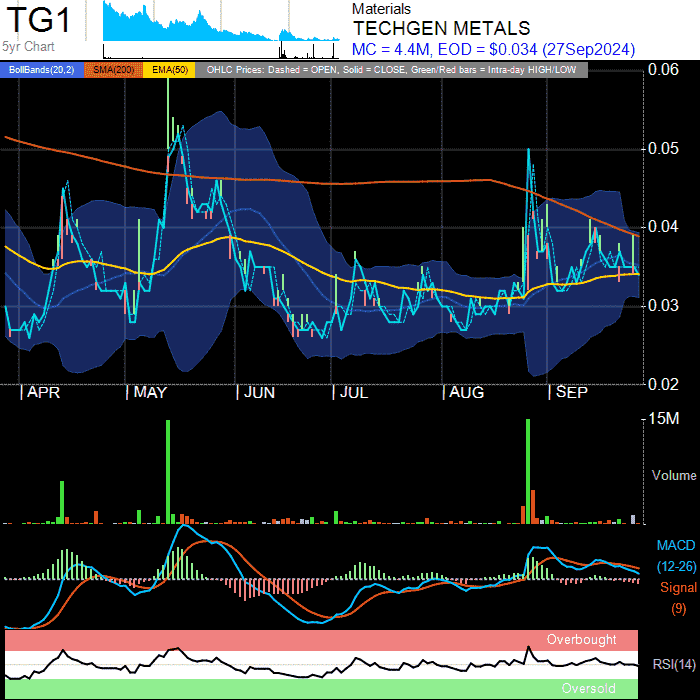 TG1
5yr Chart
Materials
TECHGEN METALS
MC = 4.4M, EOD = $0.034 (27Sep2024)
BollBands(20,2) SMA(200) EMA(50) OHLC Prices: Dashed = OPEN, Solid = CLOSE, Green/Red bars = Intra-day HIGH/LOW
0.06
0.05
0.04
0.03
0.02
APR MAY JUN JUL AUG SEP
15M
Volume
MACD
(12-26)
Signal
(9)
Overbought
RSI(14)
Oversold